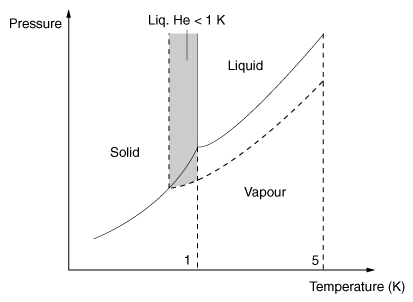 Pressure
Liq. He < 1 K
Liquid
Solid
Vapour
1
5
Temperature (K)